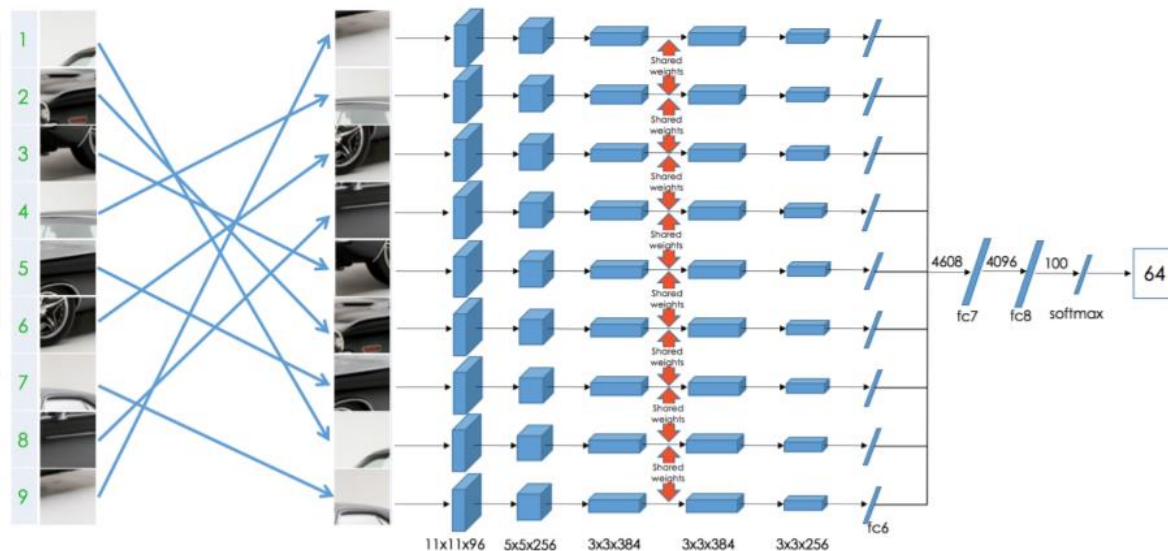 1
2
3
4
5
6
7
8
9
Shared
weights
Shared
weights
Shared
weights
Shared
weights
Shared
weights
Shared
weights
Shared
weights
Shared
weights
4608
4096
100
64
fc7
fc8
softmax
fc6
11x11x96
5x5x256
3x3x384
3x3x384
3x3x256